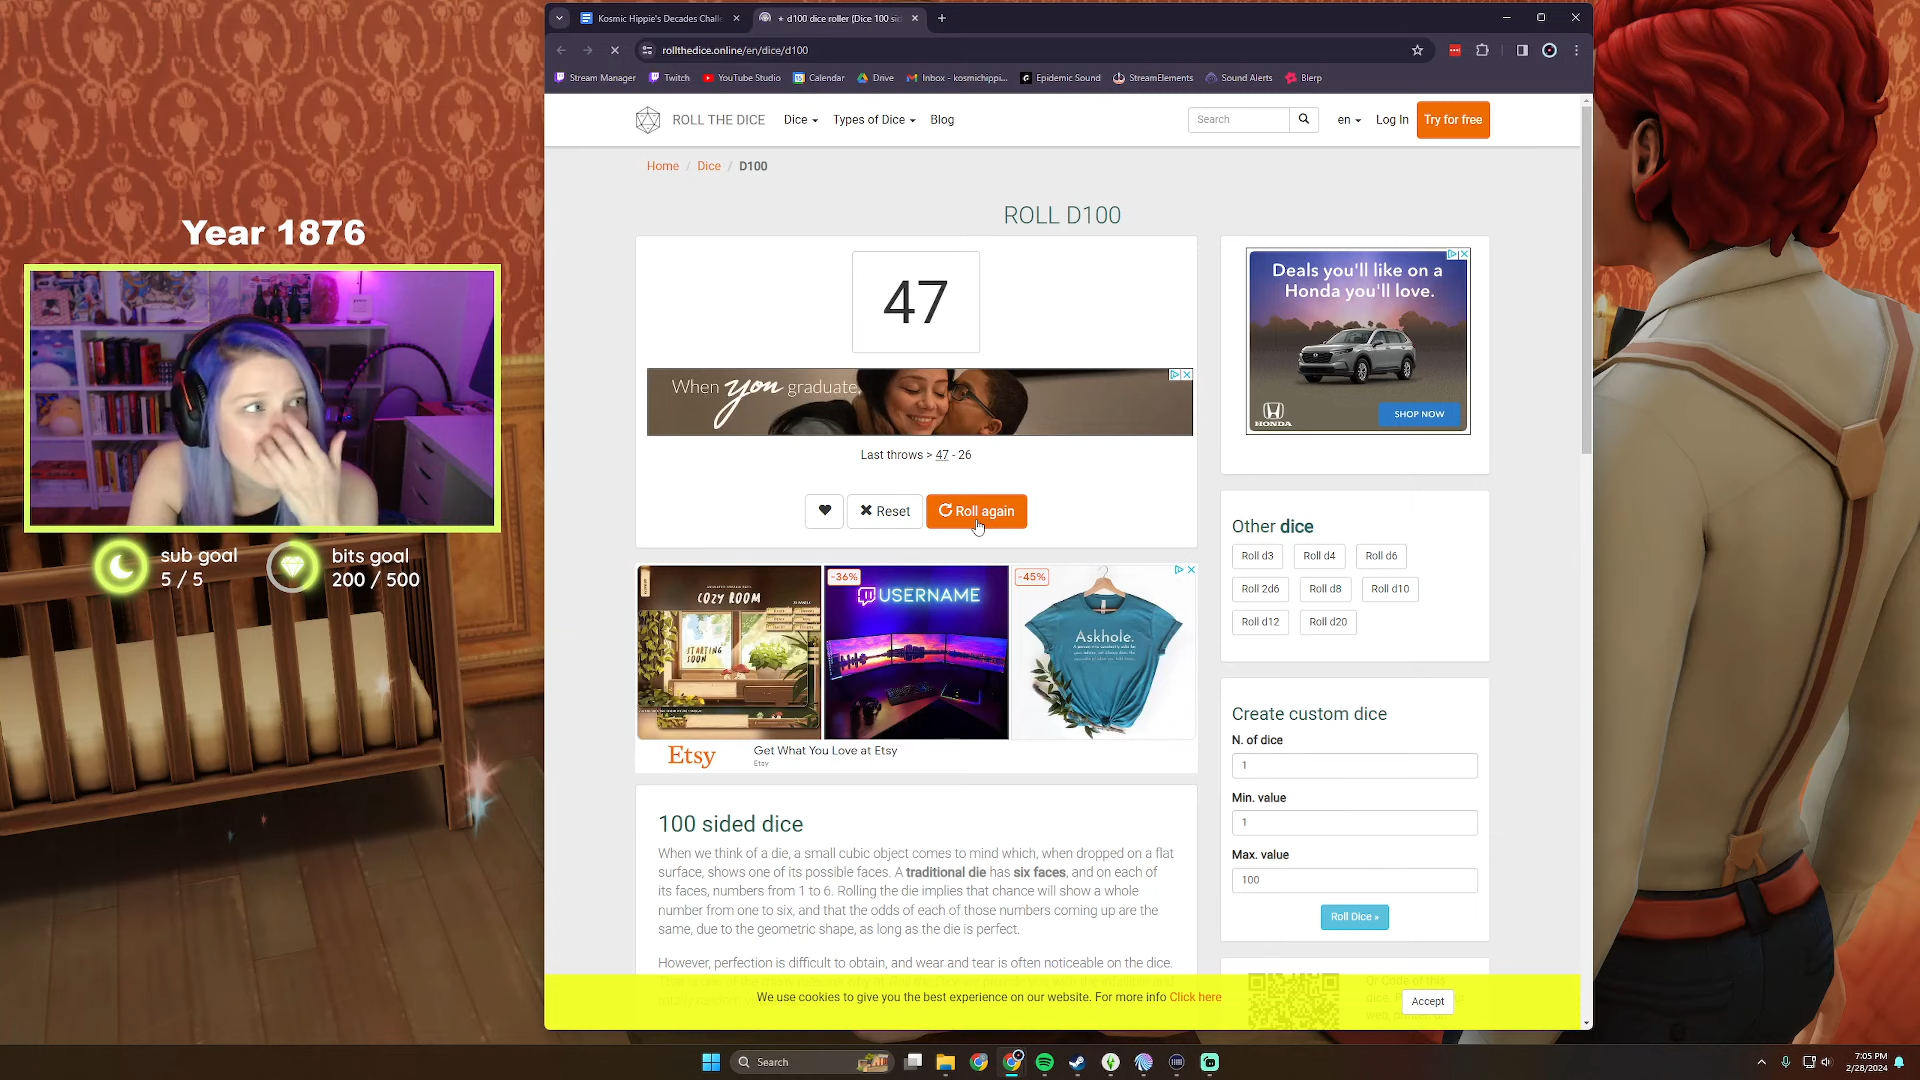 Kosmic Hippie's Decades Challe
d100 dice roller (Dice 100 sid
rollthedice.online/en/dice/d100
Stream Manager
Twitch
YouTube Studio
Calendar
Drive
Inbox - kosmichippi...
Epidemic Sound
StreamElements
Sound Alerts
Blerp
ROLL THE DICE
Dice
Types of Dice
Blog
Search
en
Log In
Try for free
Home / Dice / D100
ROLL D100
47
When you graduate,
Last throws > 47 - 26
Reset
Roll again
Deals you'll like on a
Honda you'll love.
HONDA
SHOP NOW
Other dice
Roll d3
Roll d4
Roll d6
Roll 2d6
Roll d8
Roll d10
Roll d12
Roll d20
Create custom dice
N. of dice
1
Min. value
1
Max. value
100
Roll Dice »
COZY ROOM
STARTING
SOON
-36%
USERNAME
-45%
Askhole.
Etsy
Get What You Love at Etsy
Etsy
100 sided dice
When we think of a die, a small cubic object comes to mind which, when dropped on a flat
surface, shows one of its possible faces. A traditional die has six faces, and on each of
its faces, numbers from 1 to 6. Rolling the die implies that chance will show a whole
number from one to six, and that the odds of each of those numbers coming up are the
same, due to the geometric shape, as long as the die is perfect.
However, perfection is difficult to obtain, and wear and tear is often noticeable on the dice.
We use cookies to give you the best experience on our website. For more info Click here
Accept
Year 1876
sub goal
5 / 5
bits goal
200 / 500
Search
7:05 PM
2/28/2024